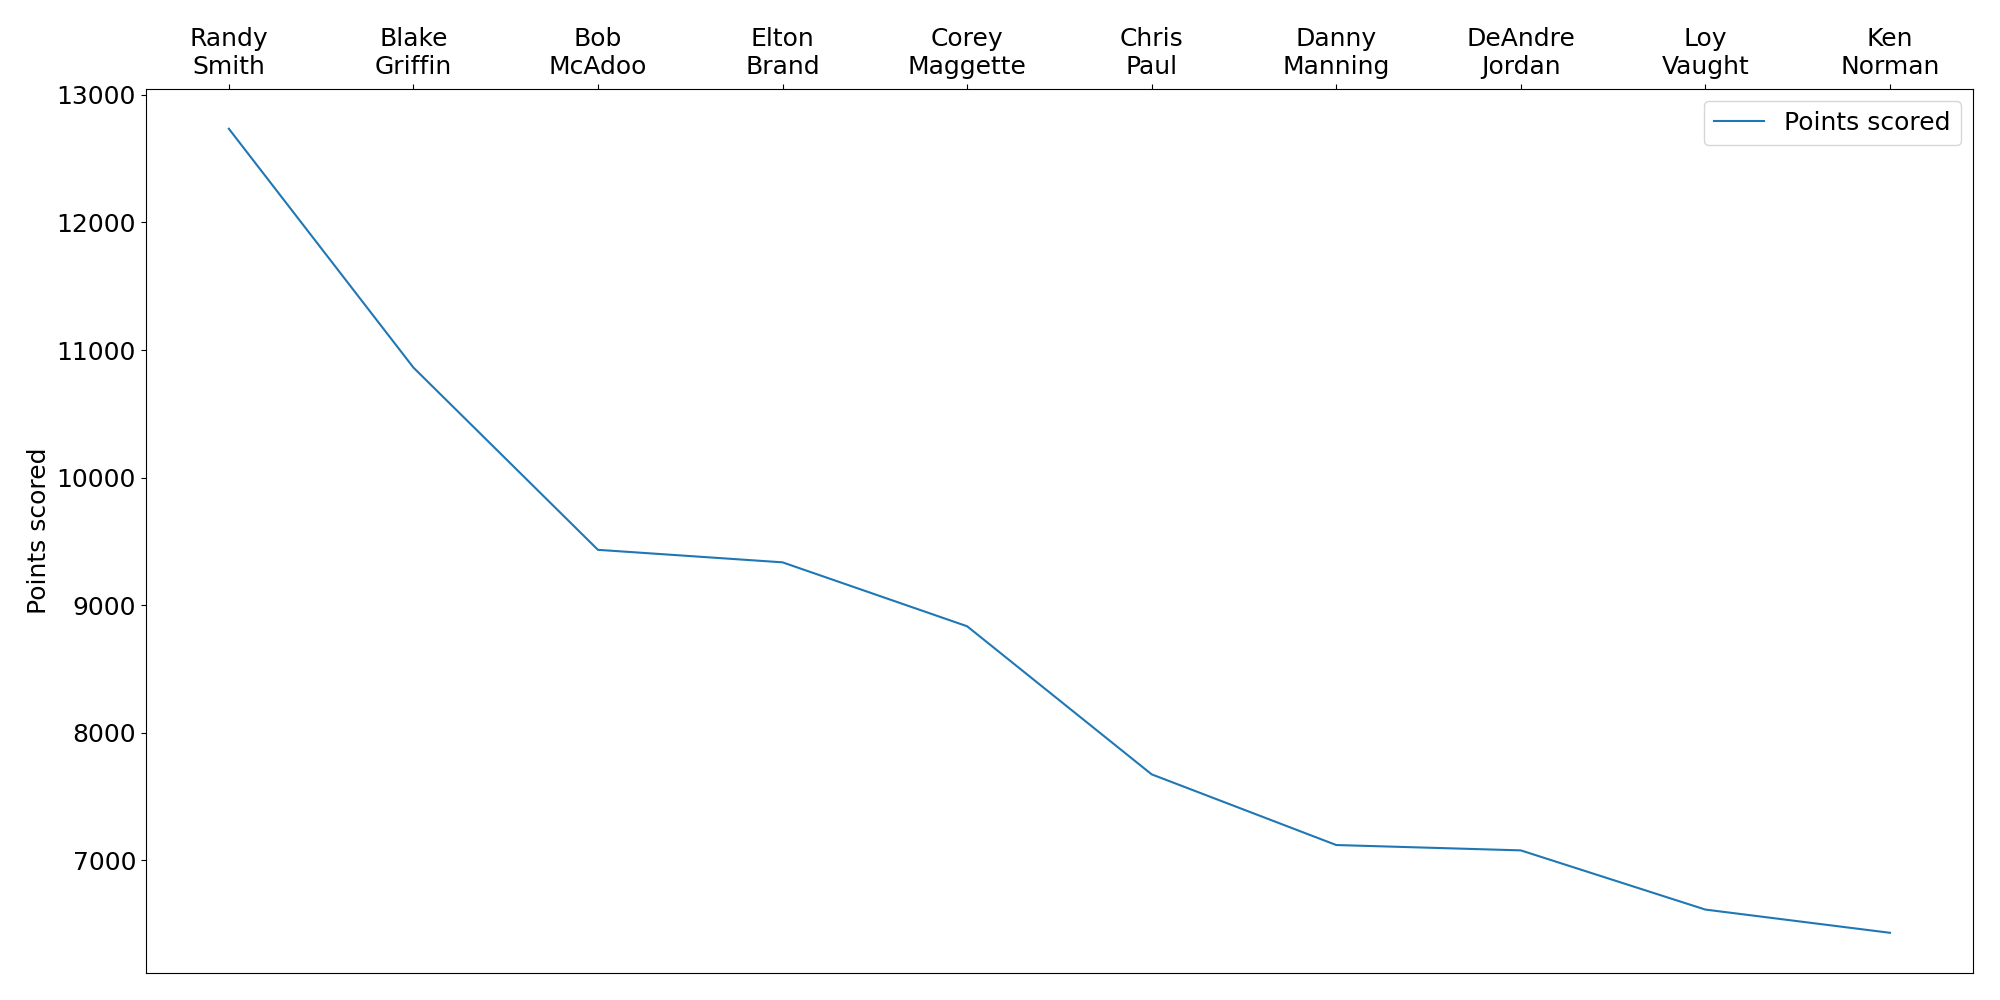 Randy
Smith
Blake
Griffin
Bob
McAdoo
Elton
Brand
Corey
Maggette
Chris
Paul
Danny
Manning
DeAndre
Jordan
Loy
Vaught
Ken
Norman
Points scored
13000
12000
11000
10000
9000
8000
7000
Points scored